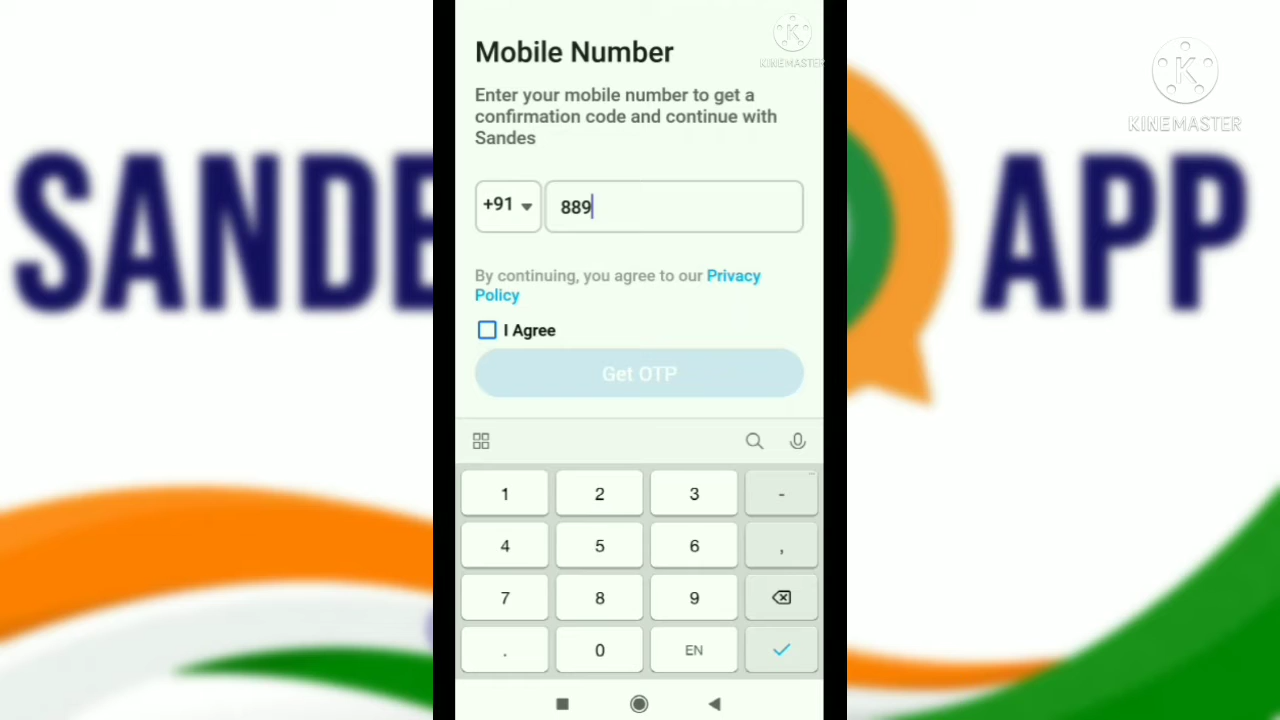 SANDE
APP
KINEMASTER
KINEMASTER
Mobile Number
Enter your mobile number to get a
confirmation code and continue with
Sandes
+91 889
By continuing, you agree to our Privacy
Policy
I Agree
Get OTP
1 2 3 -
4 5 6 ,
7 8 9
. 0 EN